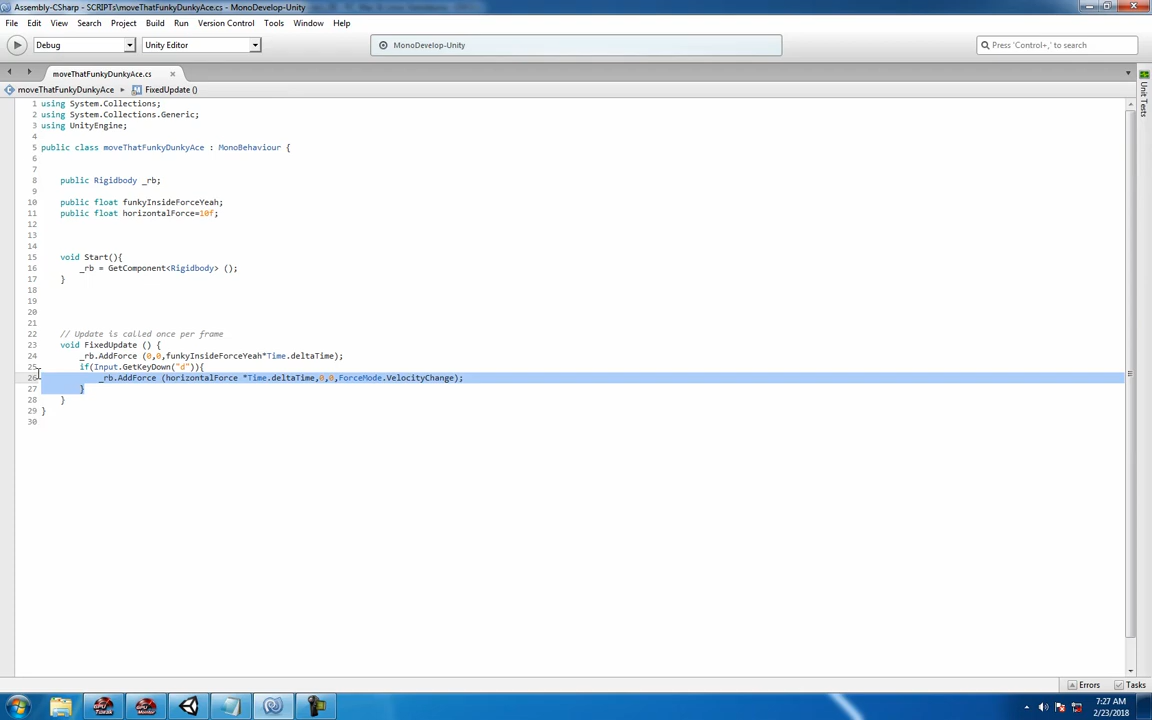 Assembly-CSharp - SCRIPTs\moveThatFunkyDunkyAce.cs - MonoDevelop-Unity
File Edit View Search Project Build Run Version Control Tools Window Help
Debug Unity Editor MonoDevelop-Unity Press 'Control+,' to search
moveThatFunkyDunkyAce.cs
moveThatFunkyDunkyAce FixedUpdate ()
Unit Tests
1 using System.Collections;
2 using System.Collections.Generic;
3 using UnityEngine;
4
5 public class moveThatFunkyDunkyAce : MonoBehaviour {
6
7
8 public Rigidbody _rb;
9
10 public float funkyInsideForceYeah;
11 public float horizontalForce=10f;
12
13
14
15 void Start(){
16 _rb = GetComponent<Rigidbody> ();
17 }
18
19
20
21
22 // Update is called once per frame
23 void FixedUpdate () {
24 _rb.AddForce (0,0,funkyInsideForceYeah*Time.deltaTime);
25 if(Input.GetKeyDown("d")){
26 _rb.AddForce (horizontalForce *Time.deltaTime,0,0,ForceMode.VelocityChange);
27 }
28 }
29 }
30
Errors Tasks
7:27 AM
2/23/2018